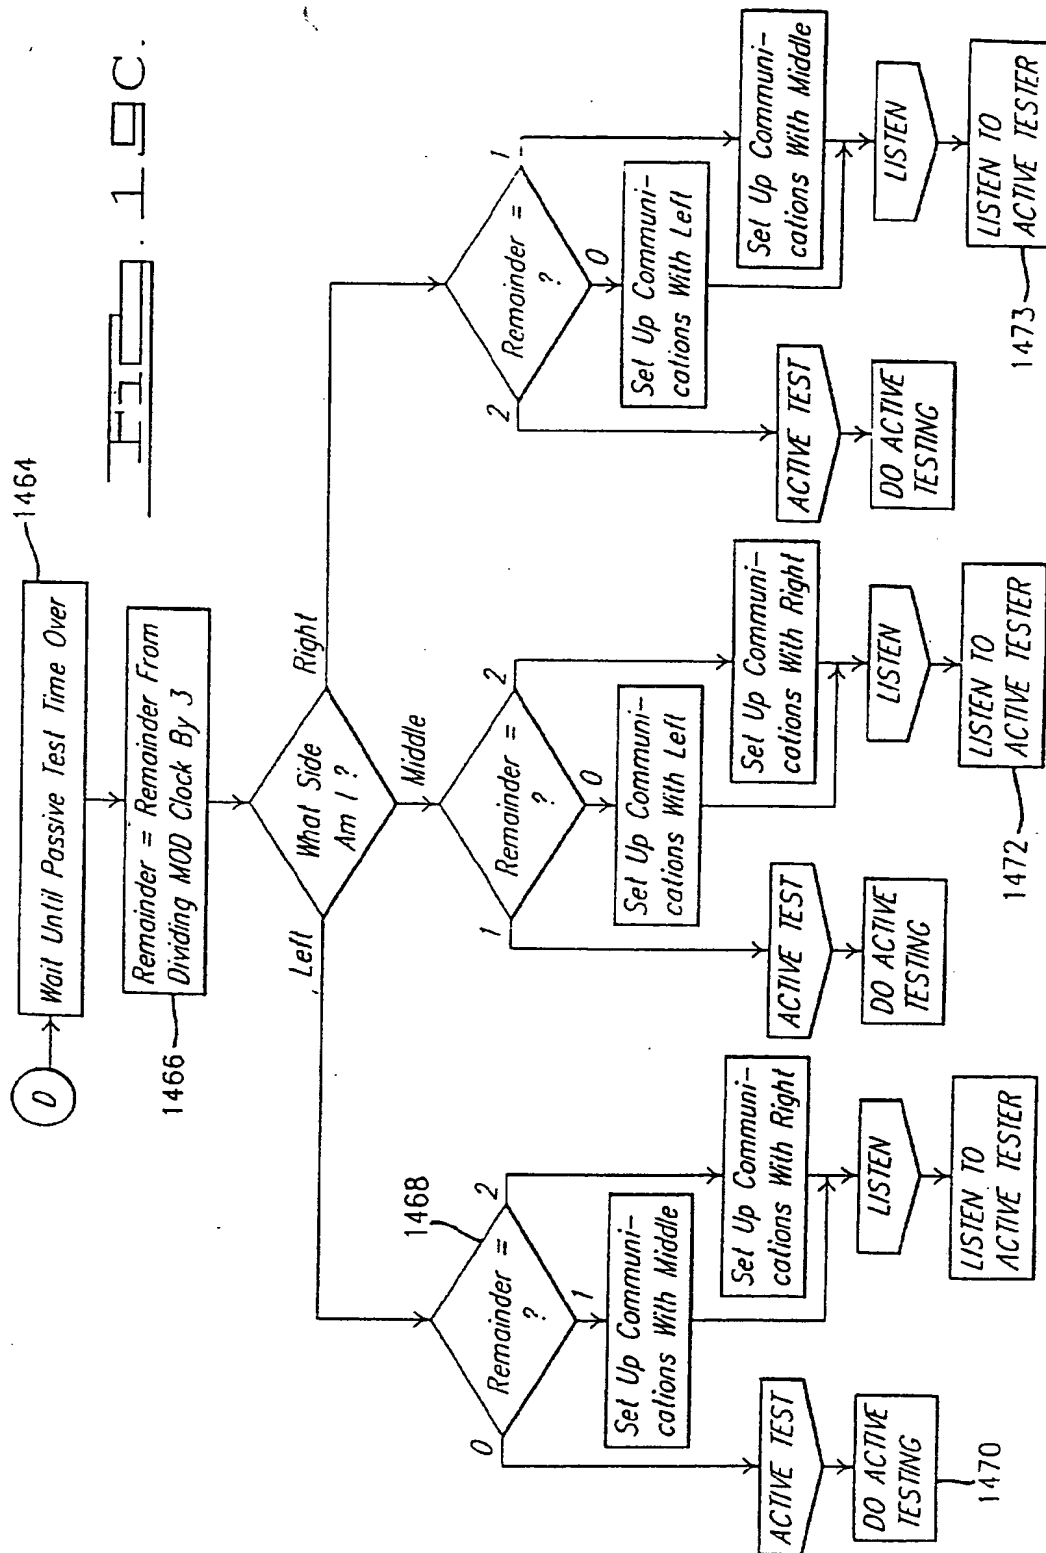 FIG. 19C.
D
Wait Until Passive Test Time Over
1464
Remainder = Remainder From
Dividing MOD Clock By 3
1466
What Side
Am I ?
Left
Middle
Right
Remainder =
?
1468
0
1
2
ACTIVE TEST
DO ACTIVE
TESTING
1470
Set Up Communi-
cations With Middle
Set Up Communi-
cations With Right
LISTEN
LISTEN TO
ACTIVE TESTER
Remainder =
?
1
0
2
ACTIVE TEST
DO ACTIVE
TESTING
Set Up Communi-
cations With Left
Set Up Communi-
cations With Right
LISTEN
LISTEN TO
ACTIVE TESTER
1472
Remainder =
?
2
0
1
ACTIVE TEST
DO ACTIVE
TESTING
Set Up Communi-
cations With Left
Set Up Communi-
cations With Middle
LISTEN
LISTEN TO
ACTIVE TESTER
1473